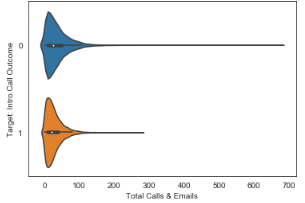 Target: Intro Call Outcome
0
1
0 100 200 300 400 500 600 700
Total Calls & Emails